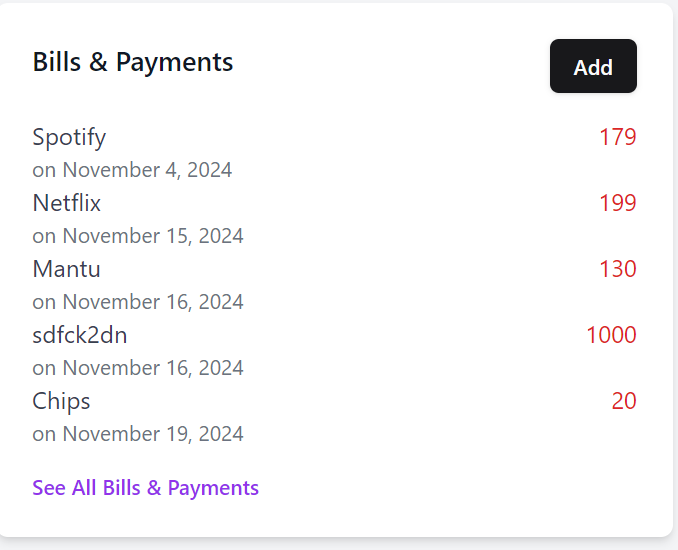 Bills & Payments
Add
Spotify 179
on November 4, 2024
Netflix 199
on November 15, 2024
Mantu 130
on November 16, 2024
sdfck2dn 1000
on November 16, 2024
Chips 20
on November 19, 2024
See All Bills & Payments